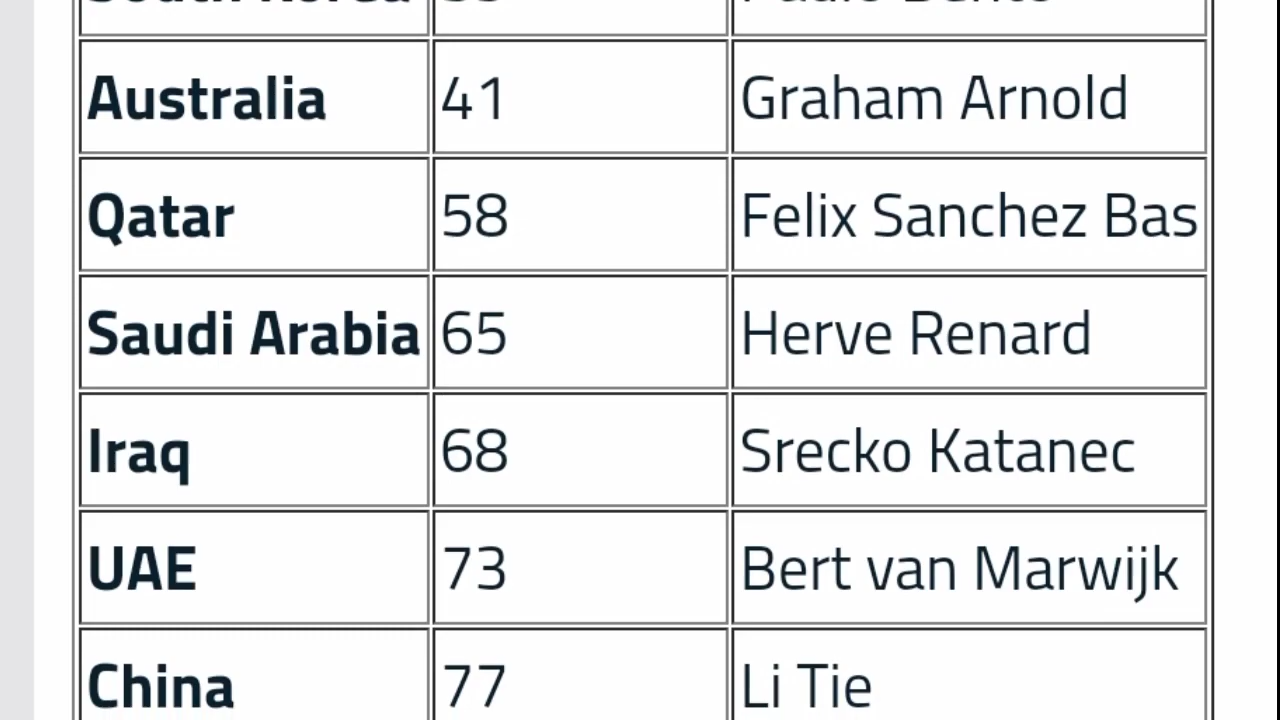 Australia 41 Graham Arnold
Qatar 58 Felix Sanchez Bas
Saudi Arabia 65 Herve Renard
Iraq 68 Srecko Katanec
UAE 73 Bert van Marwijk
China 77 Li Tie